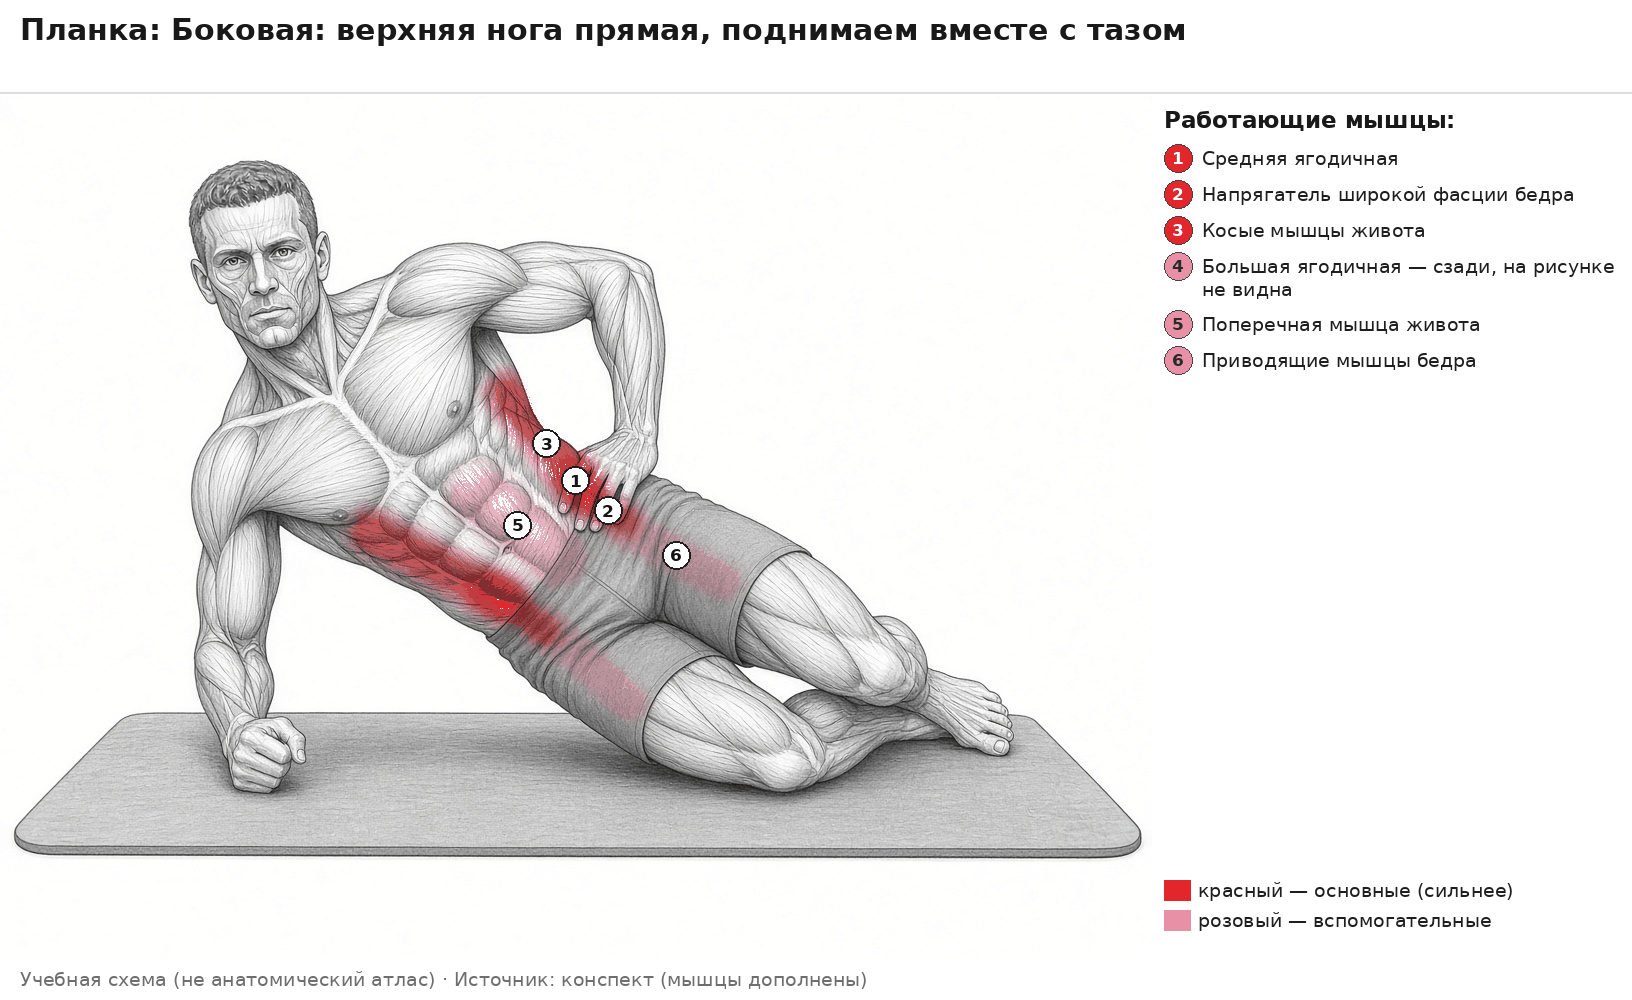 Планка: Боковая: верхняя нога прямая, поднимаем вместе с тазом
Работающие мышцы:
1 Средняя ягодичная
2 Напрягатель широкой фасции бедра
3 Косые мышцы живота
4 Большая ягодичная — сзади, на рисунке
не видна
5 Поперечная мышца живота
6 Приводящие мышцы бедра
3
1
2
5
6
красный — основные (сильнее)
розовый — вспомогательные
Учебная схема (не анатомический атлас) · Источник: конспект (мышцы дополнены)